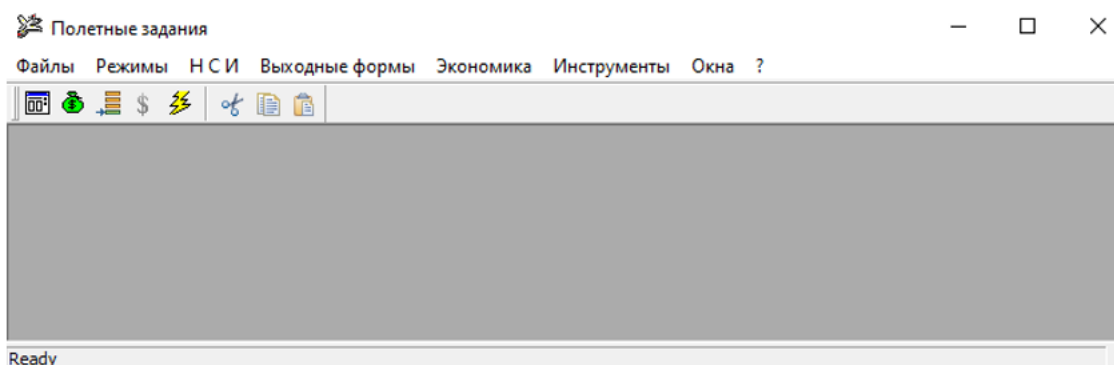 Полетные задания
Файлы Режимы Н С И Выходные формы Экономика Инструменты Окна ?
$
Ready